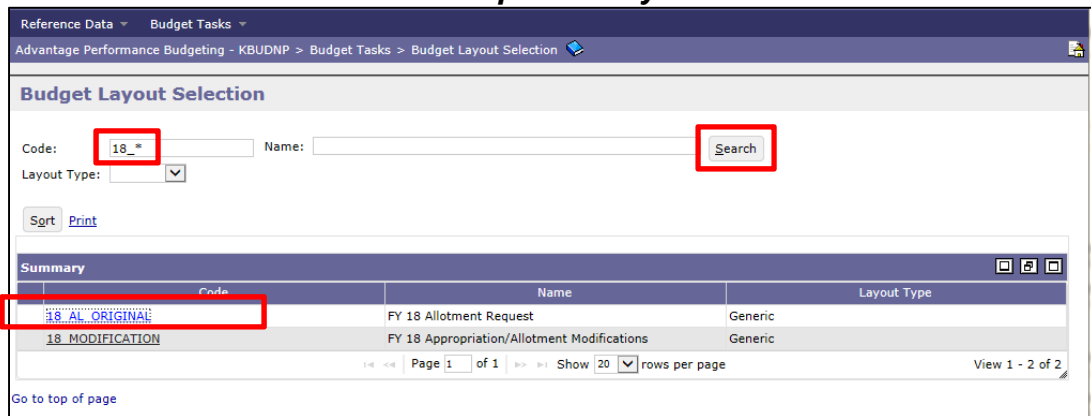 Reference Data Budget Tasks
Advantage Performance Budgeting - KBUDNP > Budget Tasks > Budget Layout Selection
Budget Layout Selection
Code: 18_* Name: Search
Layout Type:
Sort Print
Summary
Code Name Layout Type
18_AL_ORIGINAL FY 18 Allotment Request Generic
18_MODIFICATION FY 18 Appropriation/Allotment Modifications Generic
Page 1 of 1 Show 20 rows per page View 1 - 2 of 2
Go to top of page